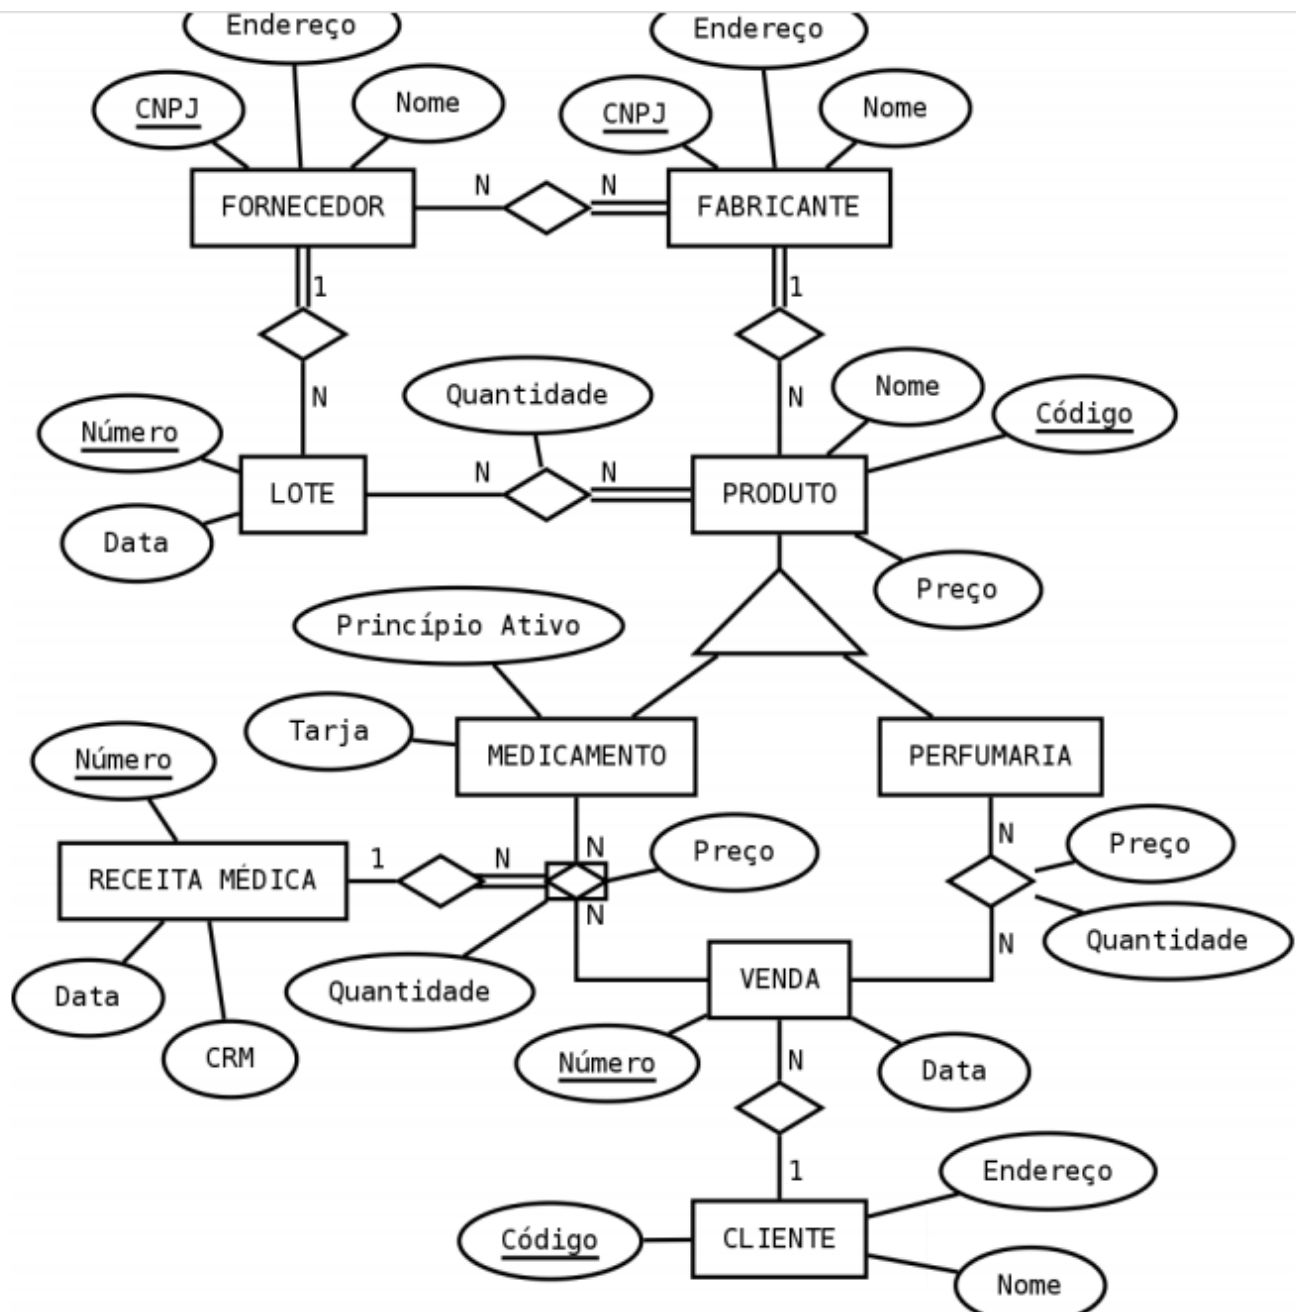 Endereço
Endereço
CNPJ
Nome
CNPJ
Nome
FORNECEDOR
N
N
FABRICANTE
1
1
Quantidade
Nome
Código
Número
N
N
LOTE
N
N
PRODUTO
Data
Preço
Princípio Ativo
Tarja
Número
MEDICAMENTO
PERFUMARIA
N
Preço
N
Preço
RECEITA MÉDICA
1
N
N
Quantidade
N
Data
Quantidade
VENDA
CRM
Número
N
Data
1
Endereço
Código
CLIENTE
Nome